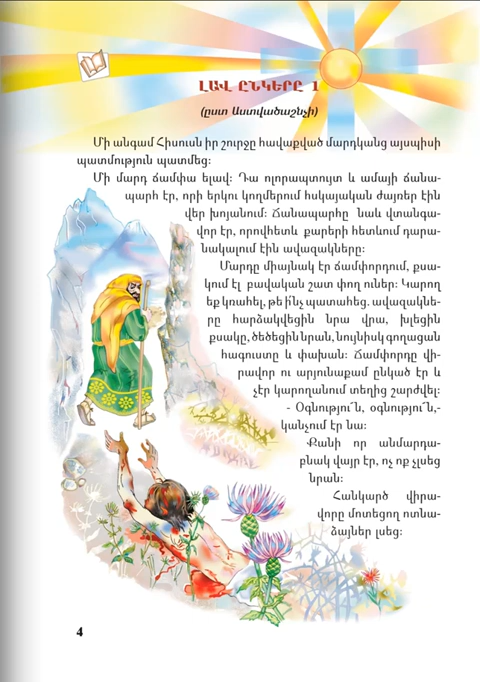 ԼԱՎ ԸՆԿԵՐԸ 1
(ըստ Աստվածաշնչի)
Մի անգամ Հիսուսն իր շուրջը հավաքված մարդկանց այսպիսի
պատմություն պատմեց:
Մի մարդ ճամփա ելավ: Դա ոլորապտույտ և ամայի ճանա-
պարհ էր, որի երկու կողմերում հսկայական ժայռեր էին
վեր խոյանում: Ճանապարհը նաև վտանգա-
վոր էր, որովհետև քարերի հետևում դարա-
նակալում էին ավազակները:
Մարդը միայնակ էր ճամփորդում, քսա-
կում էլ բավական շատ փող ուներ: Կարող
եք կռահել, թե ի՜նչ պատահեց. ավազակնե-
րը հարձակվեցին նրա վրա, խլեցին
քսակը, ծեծեցին նրան, նույնիսկ գողացան
հագուստը և փախան: Ճամփորդը վի-
րավոր ու արյունաքամ ընկած էր և
չէր կարողանում տեղից շարժվել:
- Օգնությու՜ն, օգնությու՜ն,-
կանչում էր նա:
Քանի որ անմարդա-
բնակ վայր էր, ոչ ոք չլսեց
նրան:
Հանկարծ վիրա-
վորը մոտեցող ոտնա-
ձայներ լսեց:
4